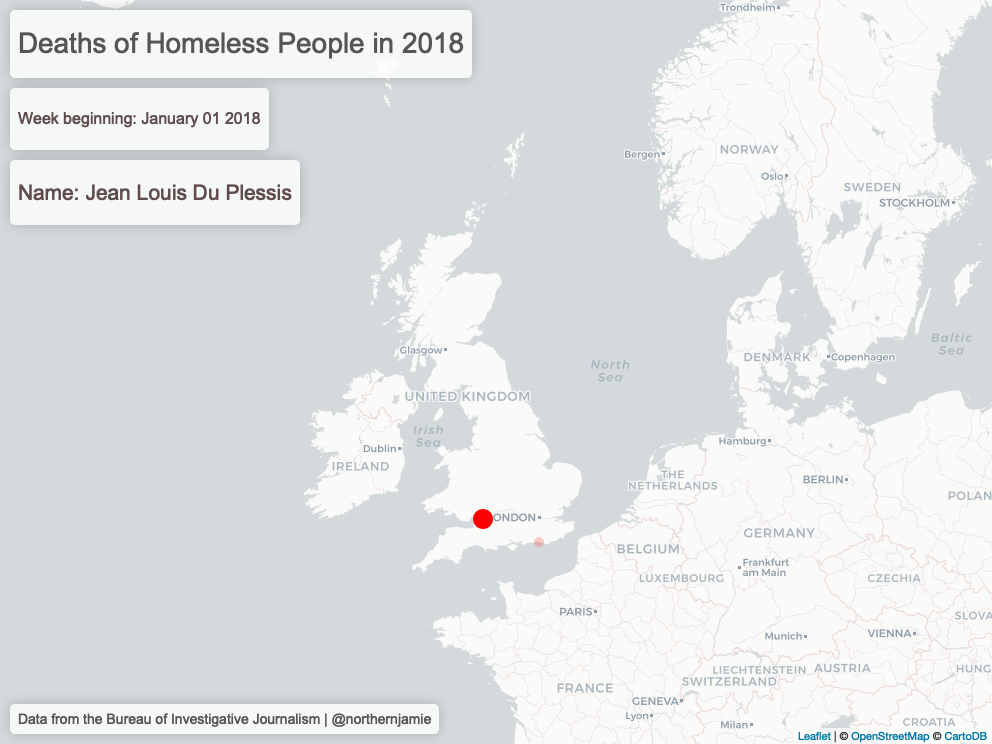 Trondheim
Deaths of Homeless People in 2018
Week beginning: January 01 2018
Name: Jean Louis Du Plessis
Bergen
NORWAY
Oslo
SWEDEN
STOCKHOLM
Glasgow
North
Sea
Baltic
Sea
DENMARK
Copenhagen
UNITED KINGDOM
Irish
Sea
Dublin
IRELAND
Hamburg
THE
NETHERLANDS
BERLIN
POLAN
ONDON
GERMANY
BELGIUM
Frankfurt
am Main
LUXEMBOURG
CZECHIA
PARIS
SLOVA
Munich
VIENNA
LIECHTENSTEIN
AUSTRIA
HUNG
SWITZERLAND
FRANCE
GENEVA
Lyon
Milan
CROATIA
Data from the Bureau of Investigative Journalism | @northernjamie
Leaflet | © OpenStreetMap © CartoDB